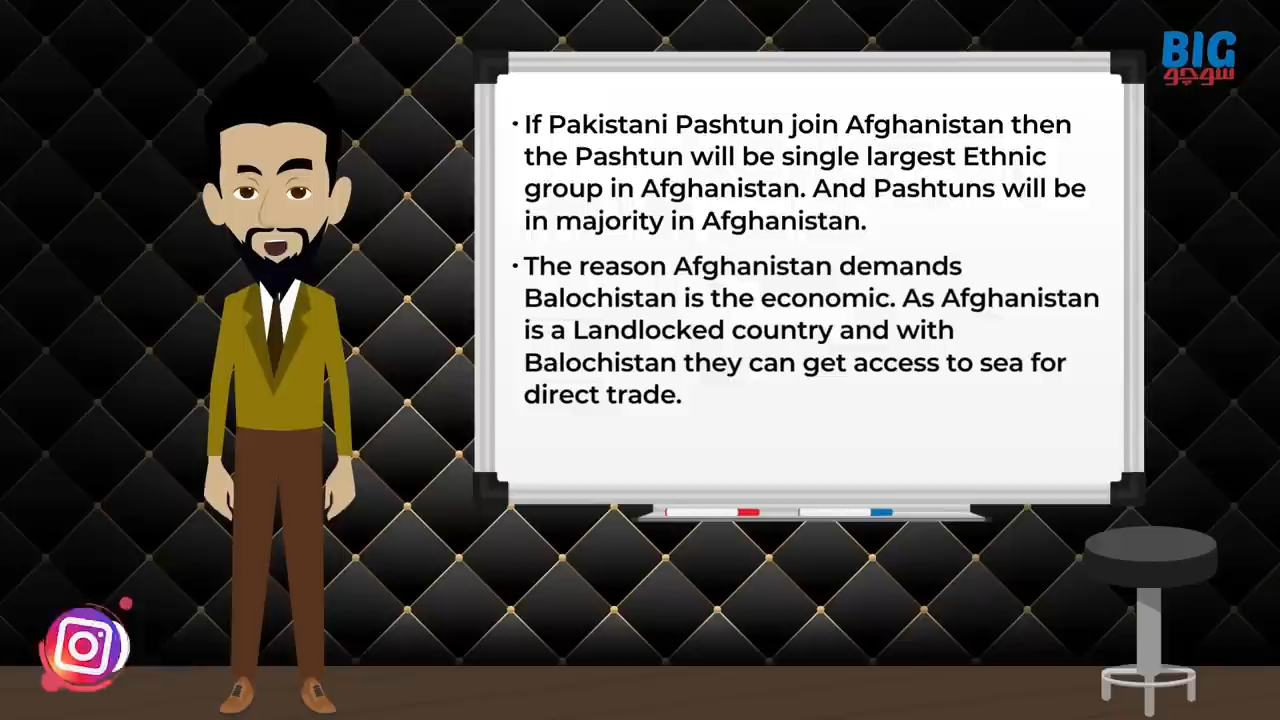 BIG
سوچو
· If Pakistani Pashtun join Afghanistan then
the Pashtun will be single largest Ethnic
group in Afghanistan. And Pashtuns will be
in majority in Afghanistan.
· The reason Afghanistan demands
Balochistan is the economic. As Afghanistan
is a Landlocked country and with
Balochistan they can get access to sea for
direct trade.